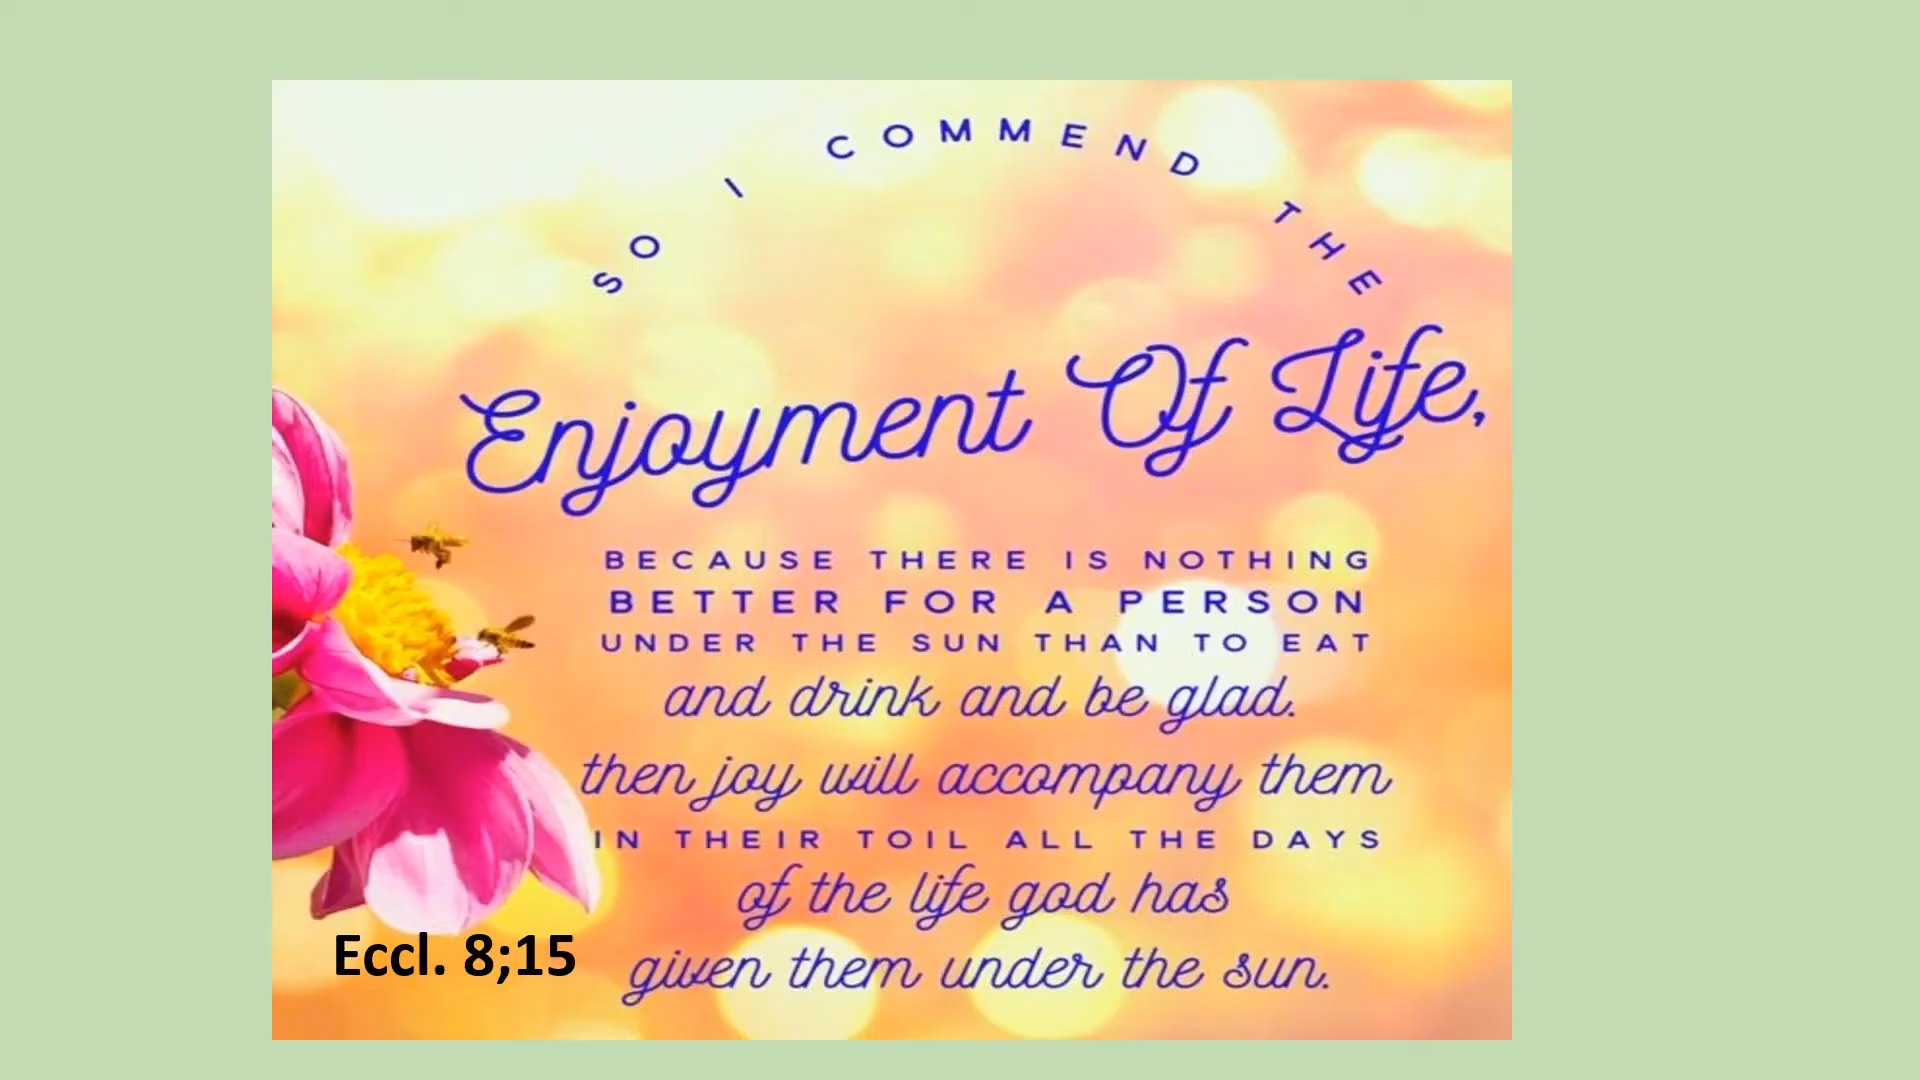 SO I COMMEND THE
Enjoyment Of Life,
BECAUSE THERE IS NOTHING
BETTER FOR A PERSON
UNDER THE SUN THAN TO EAT
and drink and be glad.
then joy will accompany them
IN THEIR TOIL ALL THE DAYS
of the life god has
given them under the sun.
Eccl. 8;15